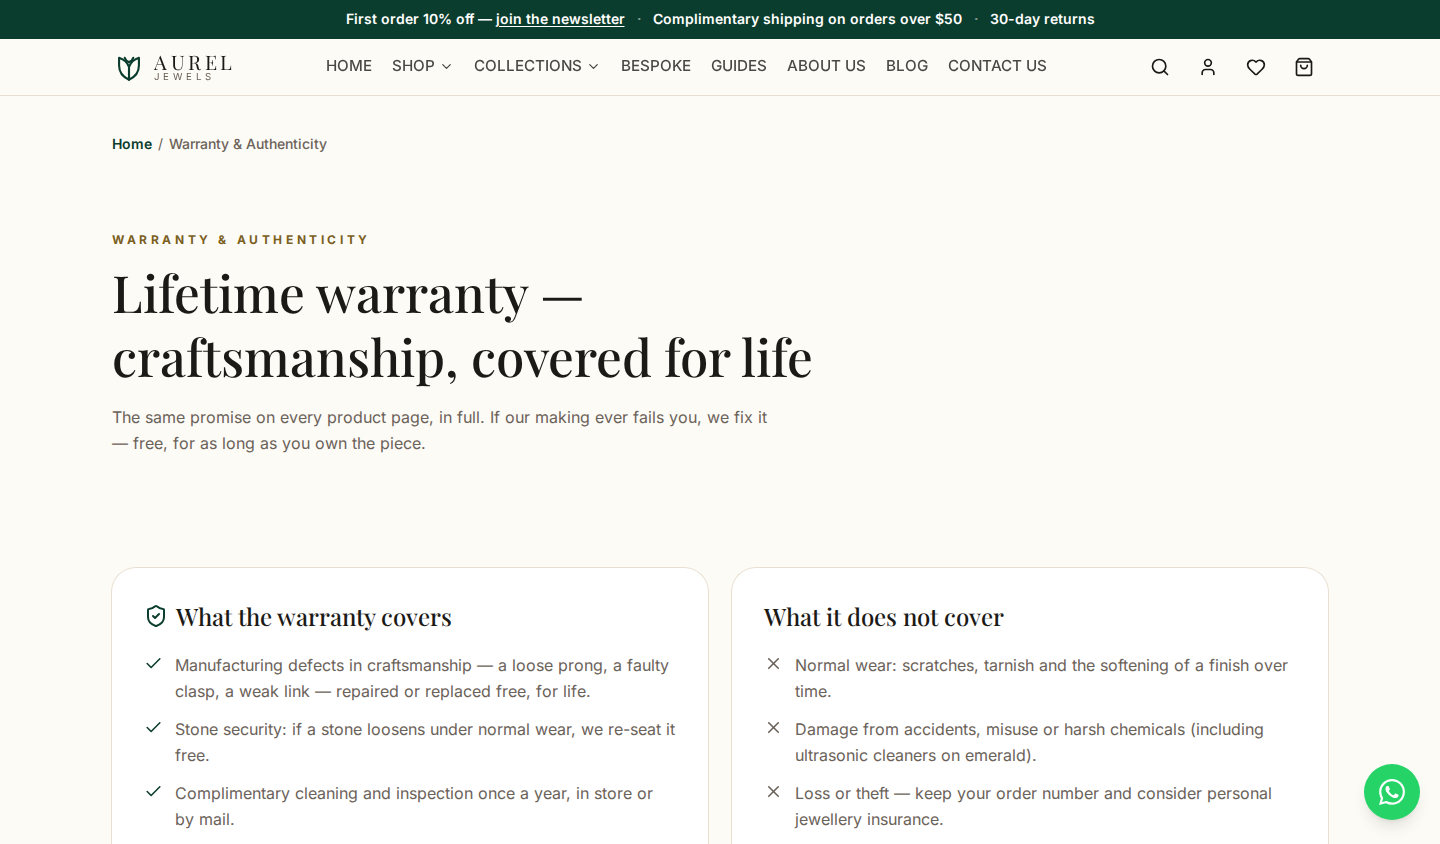 First order 10% off — join the newsletter · Complimentary shipping on orders over $50 · 30-day returns
AUREL
JEWELS
HOME SHOP COLLECTIONS BESPOKE GUIDES ABOUT US BLOG CONTACT US
Home / Warranty & Authenticity
WARRANTY & AUTHENTICITY
Lifetime warranty —
craftsmanship, covered for life
The same promise on every product page, in full. If our making ever fails you, we fix it
— free, for as long as you own the piece.
What the warranty covers
Manufacturing defects in craftsmanship — a loose prong, a faulty
clasp, a weak link — repaired or replaced free, for life.
Stone security: if a stone loosens under normal wear, we re-seat it
free.
Complimentary cleaning and inspection once a year, in store or
by mail.
What it does not cover
Normal wear: scratches, tarnish and the softening of a finish over
time.
Damage from accidents, misuse or harsh chemicals (including
ultrasonic cleaners on emerald).
Loss or theft — keep your order number and consider personal
jewellery insurance.